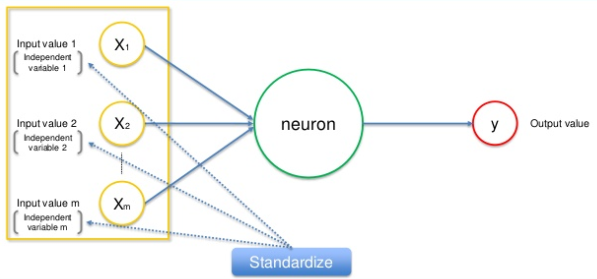 Input value 1
Independent
variable 1
X1
Input value 2
Independent
variable 2
X2
Input value m
Independent
variable m
Xm
neuron
y
Output value
Standardize